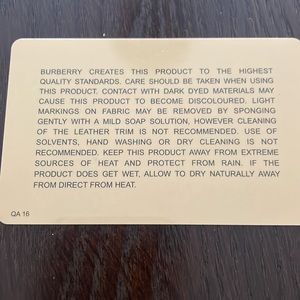 BURBERRY CREATES THIS PRODUCT TO THE HIGHEST
QUALITY STANDARDS. CARE SHOULD BE TAKEN WHEN USING
THIS PRODUCT. CONTACT WITH DARK DYED MATERIALS MAY
CAUSE THIS PRODUCT TO BECOME DISCOLOURED. LIGHT
MARKINGS ON FABRIC MAY BE REMOVED BY SPONGING
GENTLY WITH A MILD SOAP SOLUTION, HOWEVER CLEANING
OF THE LEATHER TRIM IS NOT RECOMMENDED. USE OF
SOLVENTS, HAND WASHING OR DRY CLEANING IS NOT
RECOMMENDED. KEEP THIS PRODUCT AWAY FROM EXTREME
SOURCES OF HEAT AND PROTECT FROM RAIN. IF THE
PRODUCT DOES GET WET, ALLOW TO DRY NATURALLY AWAY
FROM DIRECT FROM HEAT.
QA 16